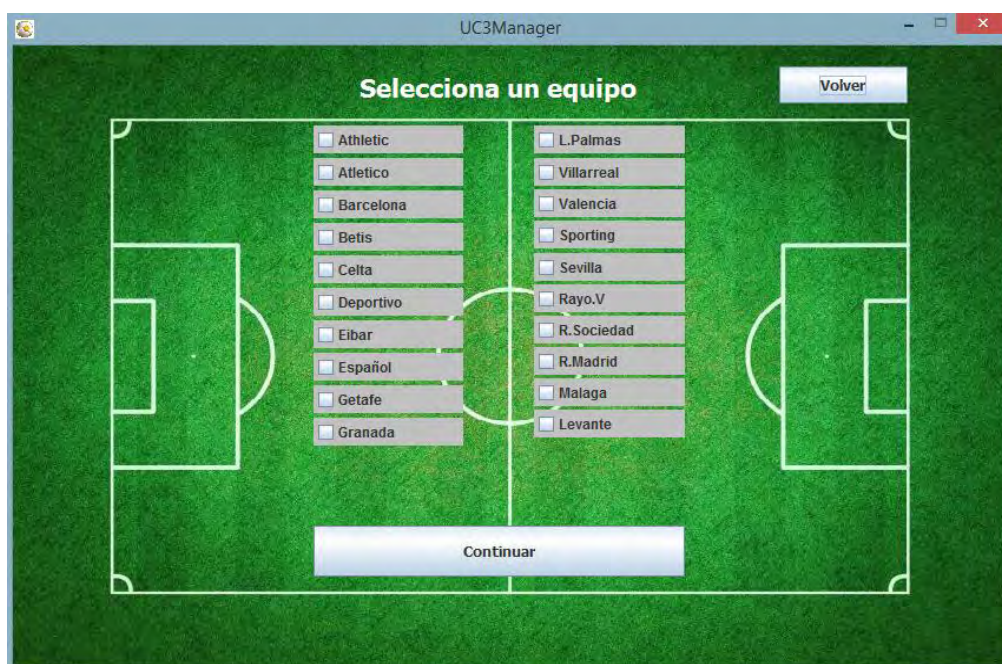 UC3Manager
Selecciona un equipo
Volver
Athletic
Atletico
Barcelona
Betis
Celta
Deportivo
Eibar
Español
Getafe
Granada
L.Palmas
Villarreal
Valencia
Sporting
Sevilla
Rayo.V
R.Sociedad
R.Madrid
Malaga
Levante
Continuar